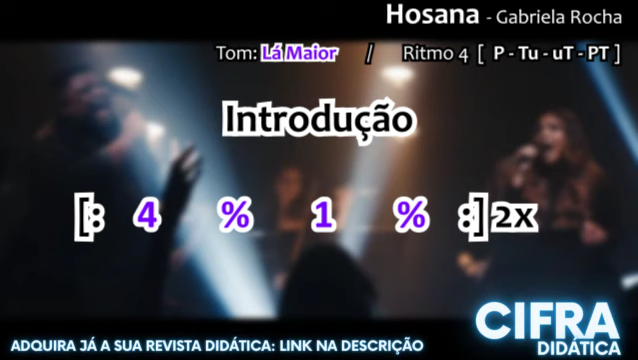 Hosana - Gabriela Rocha
Tom: Lá Maior / Ritmo 4 [ P - Tu - uT - PT ]
Introdução
[: 4 % 1 % :] 2x
CIFRA
DIDÁTICA
ADQUIRA JÁ A SUA REVISTA DIDÁTICA: LINK NA DESCRIÇÃO